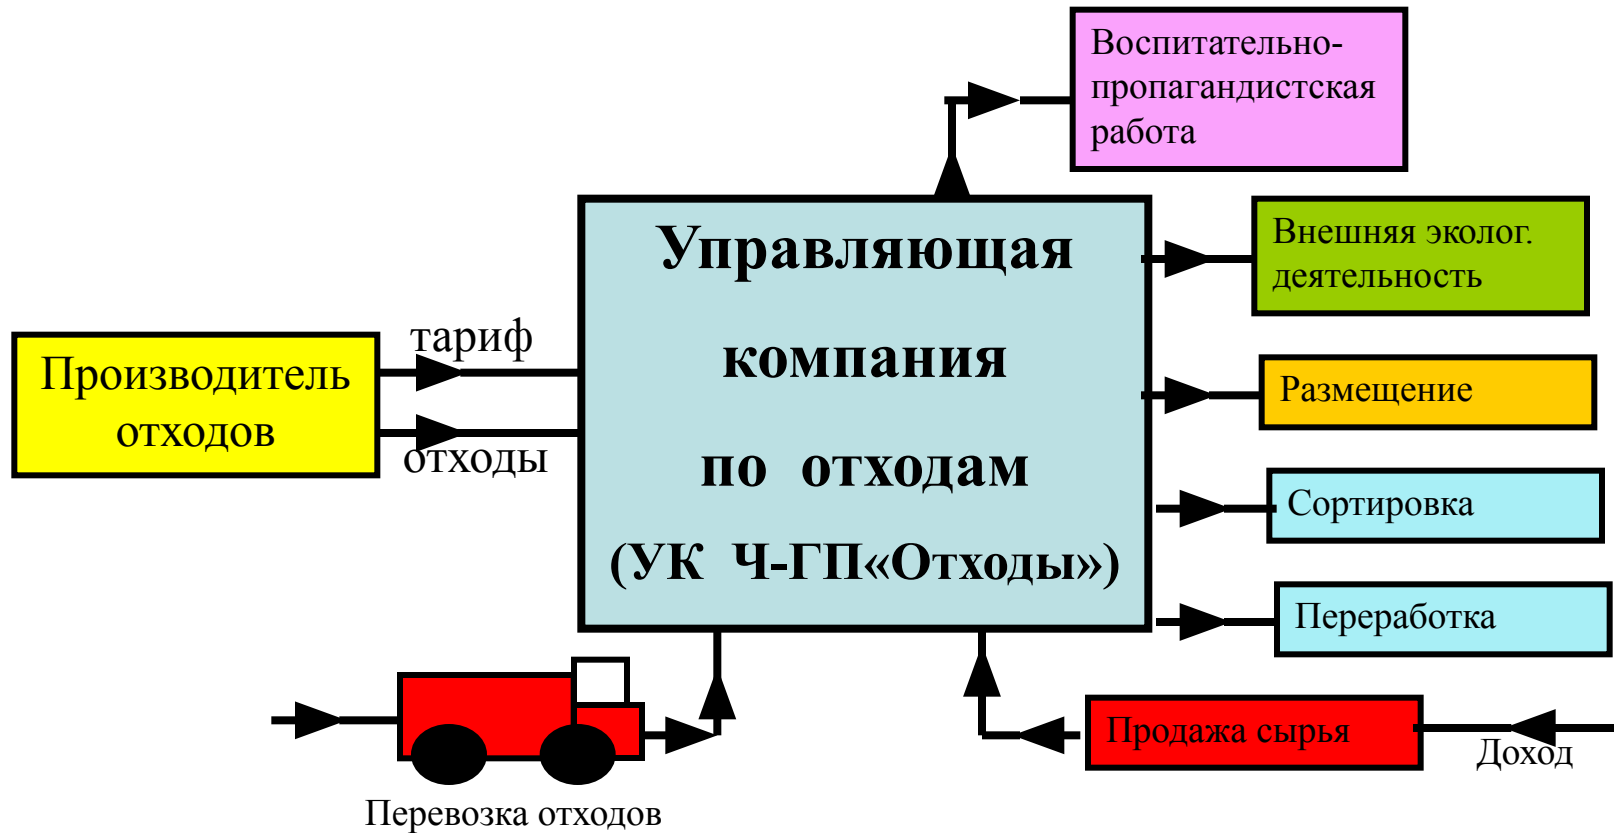 Воспитательно-
пропагандистская
работа
Управляющая
компания
по отходам
(УК Ч-ГП«Отходы»)
Внешняя эколог.
деятельность
тариф
Производитель
отходов
отходы
Размещение
Сортировка
Переработка
Продажа сырья
Доход
Перевозка отходов